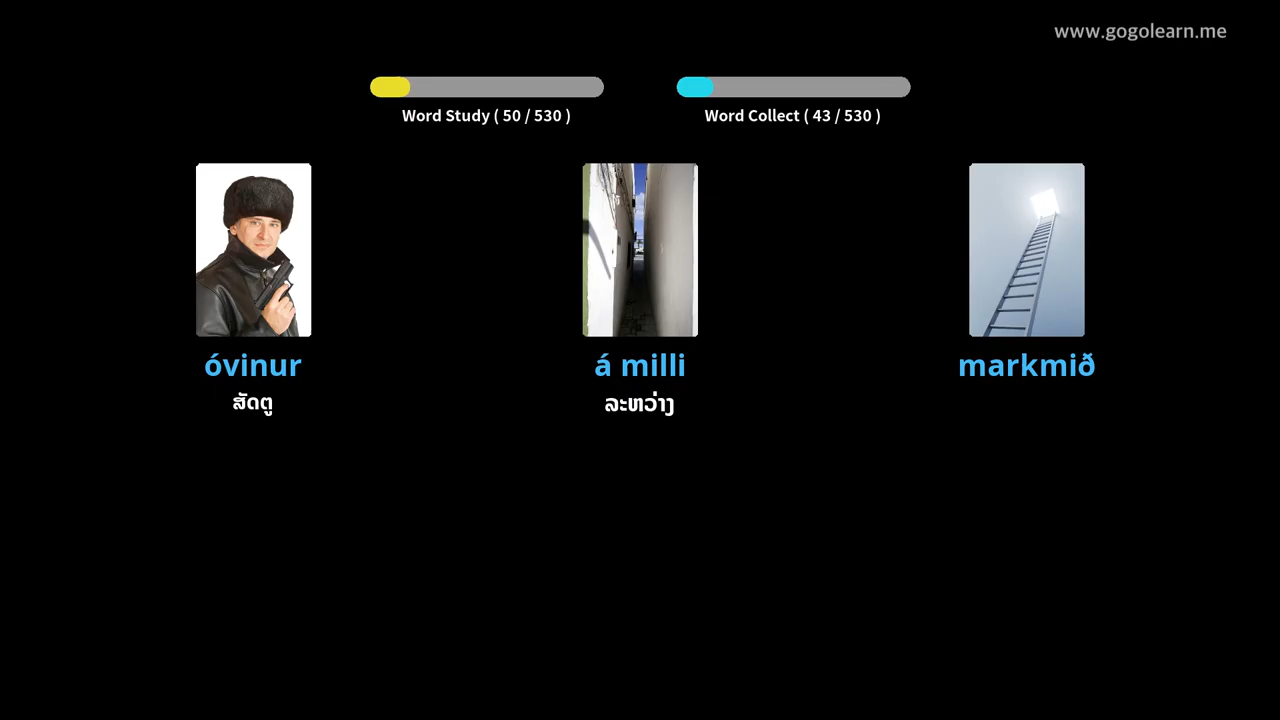 www.gogolearn.me
Word Study ( 50 / 530 )
Word Collect ( 43 / 530 )
óvinur
á milli
markmið
ສັດຕູ
ລະຫວ່າງ